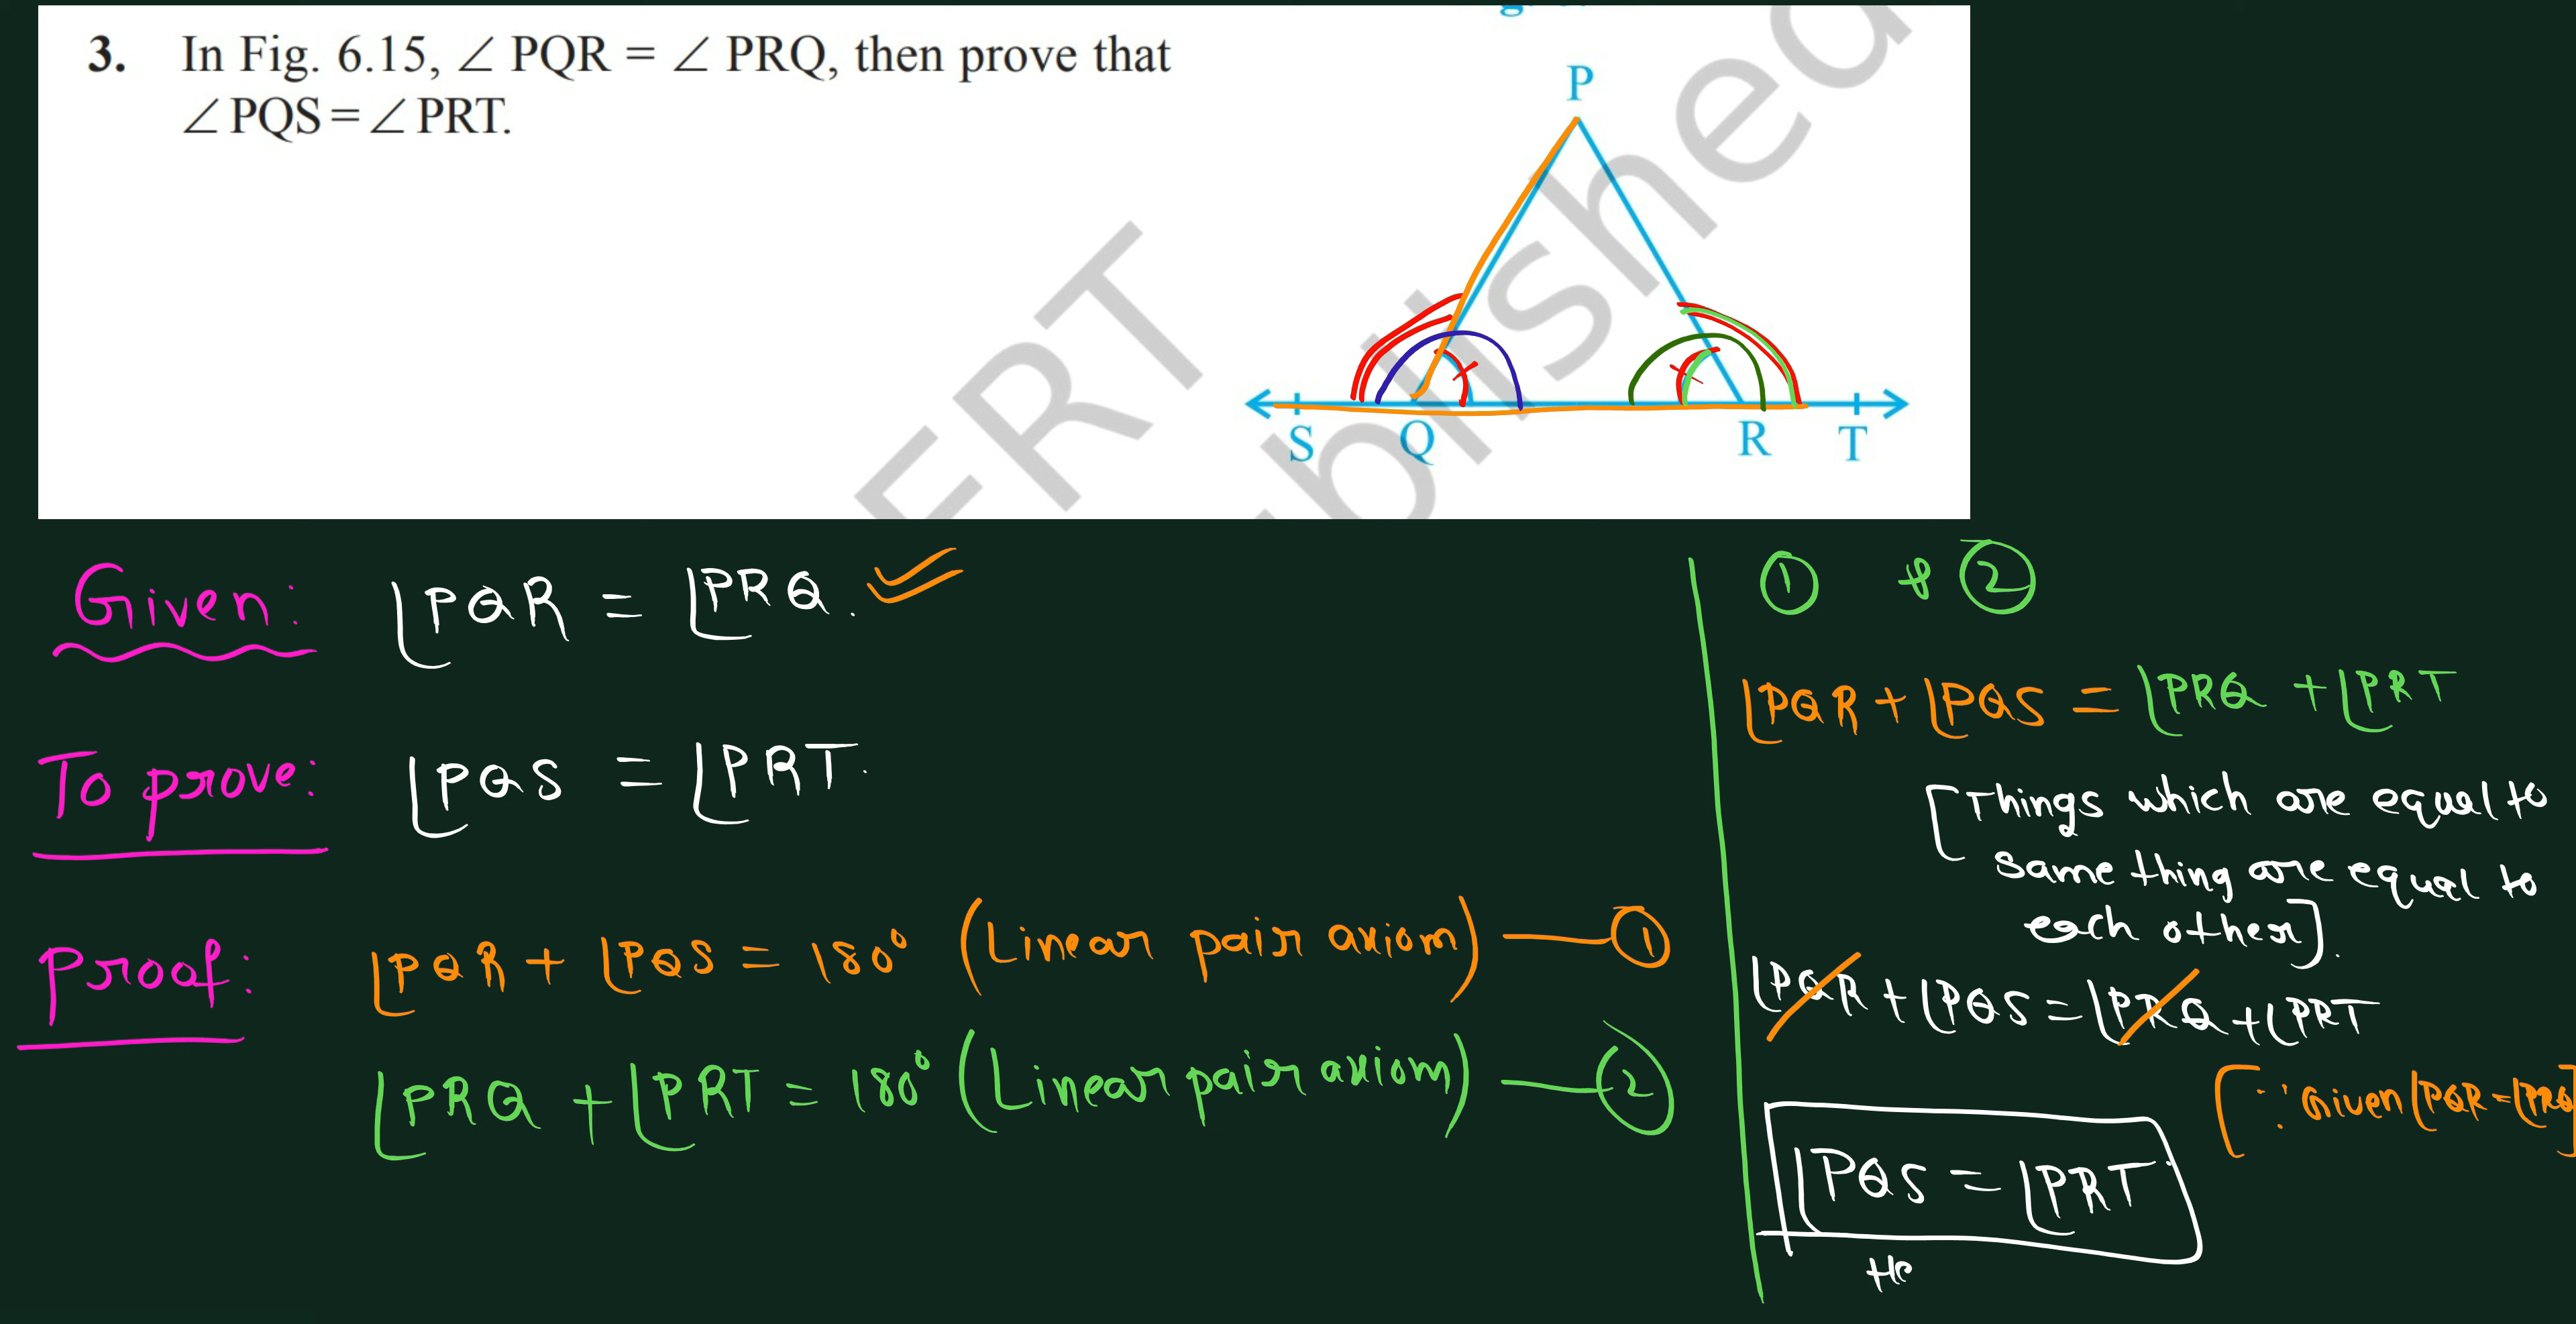 3. In Fig. 6.15, ∠ PQR = ∠ PRQ, then prove that
∠ PQS = ∠ PRT.
P
S Q R T
ERT
blished
Given: ∠PQR = ∠PRQ.
To prove: ∠PQS = ∠PRT.
Proof: ∠PQR + ∠PQS = 180° (Linear pair axiom) — ①
∠PRQ + ∠PRT = 180° (Linear pair axiom) — ②
① & ②
∠PQR + ∠PQS = ∠PRQ + ∠PRT
[Things which are equal to
same thing are equal to
each other].
∠PQR + ∠PQS = ∠PRQ + ∠PRT
[∵ Given ∠PQR = ∠PRQ]
∠PQS = ∠PRT
He